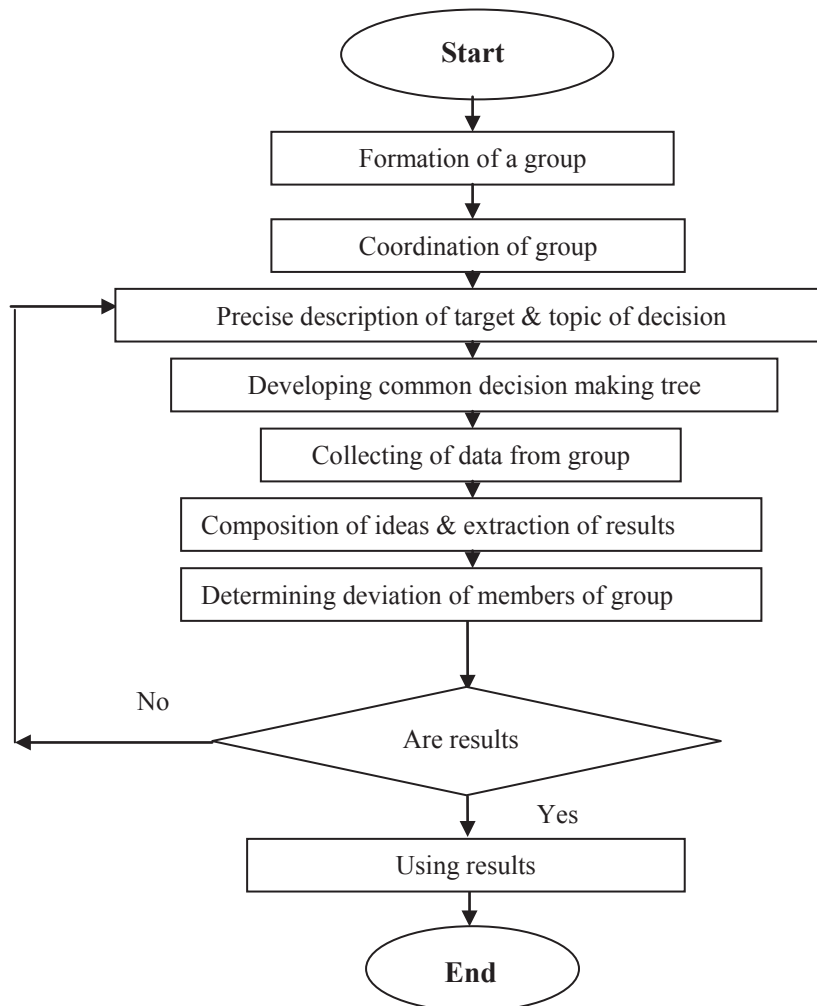 Start
Formation of a group
Coordination of group
Precise description of target & topic of decision
Developing common decision making tree
Collecting of data from group
Composition of ideas & extraction of results
Determining deviation of members of group
No
Are results
Yes
Using results
End